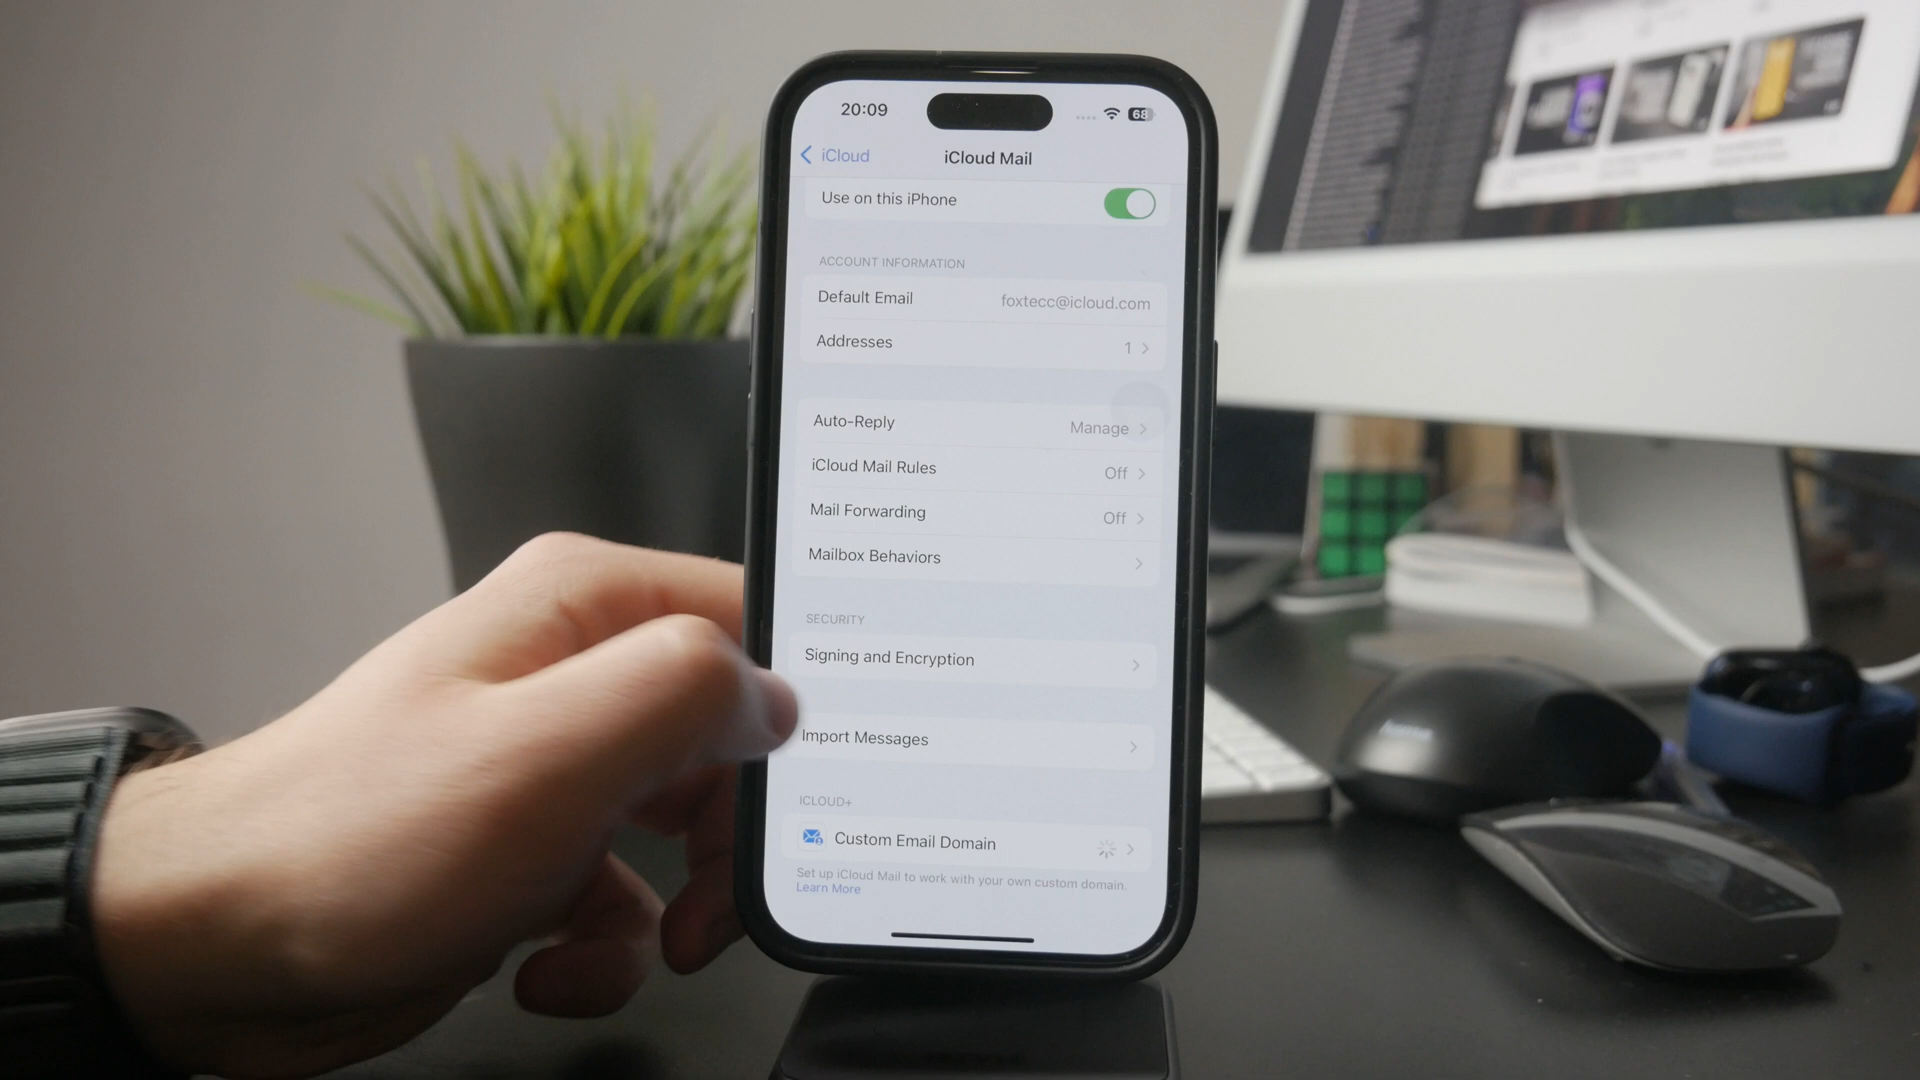 20:09
68
iCloud
iCloud Mail
Use on this iPhone
ACCOUNT INFORMATION
Default Email foxtecc@icloud.com
Addresses 1
Auto-Reply Manage
iCloud Mail Rules Off
Mail Forwarding Off
Mailbox Behaviors
SECURITY
Signing and Encryption
Import Messages
ICLOUD+
Custom Email Domain
Set up iCloud Mail to work with your own custom domain.
Learn More